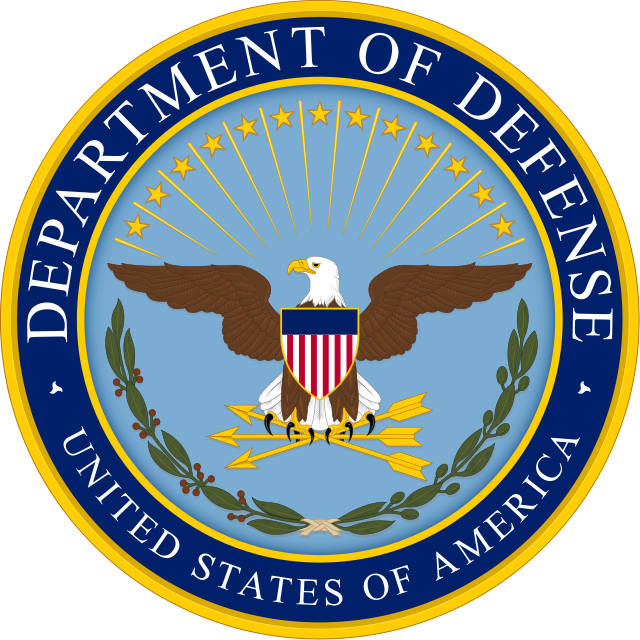 DEPARTMENT OF DEFENSE
UNITED STATES OF AMERICA